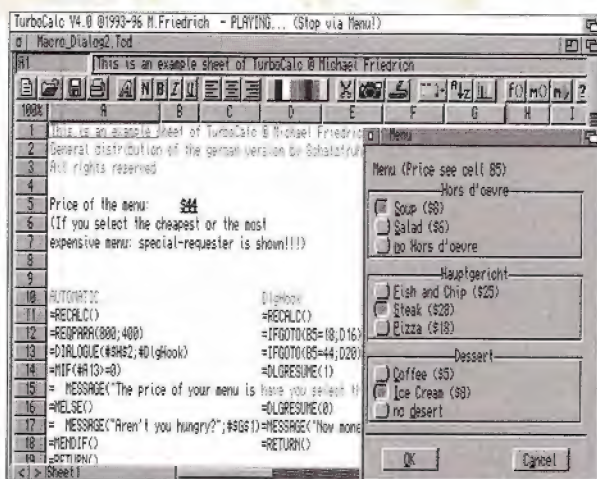 TurboCalc V4.0 @1993-96 M.Friedrich - PLAYING... (Stop via Menu!)
Macro_Dialog2.Tcd
A1 This is an example sheet of TurboCalc @ Michael Friedrich
100% A B C D E F G H I
1 This is an example sheet of TurboCalc @ Michael Friedric
2 General distribution of the german version by
3 All rights reserved
4
5 Price of the menu: $44
6 (If you select the cheapest or the most
7 expensive menu: special-requester is shown!!!)
8
9
10 AUTOMATIC DlgHook
11 =RECALC() =RECALC()
12 =REQPARA(800;400) =IFGOTO(B5=18;D16)
13 =DIALOGUE(#$H$2;#DlgHook) =IFGOTO(B5=44;D20)
14 =MIF(#A13>=0) =DLGRESUME(1)
15 = MESSAGE("The price of your menu is have you select th
16 =MELSE() =DLGRESUME(0)
17 = MESSAGE("Aren't you hungry?";#$G$1) =MESSAGE("Now mone
18 =MENDIF() =RETURN()
19 =RETURN()
< > Sheet1
Menu
Menu (Price see cell B5)
Hors d'oevre
Soup ($8)
Salad ($6)
no Hors d'oevre
Hauptgericht
Fish and Chip ($25)
Steak ($28)
Pizza ($18)
Dessert
Coffee ($5)
Ice Cream ($8)
no desert
OK
Cancel